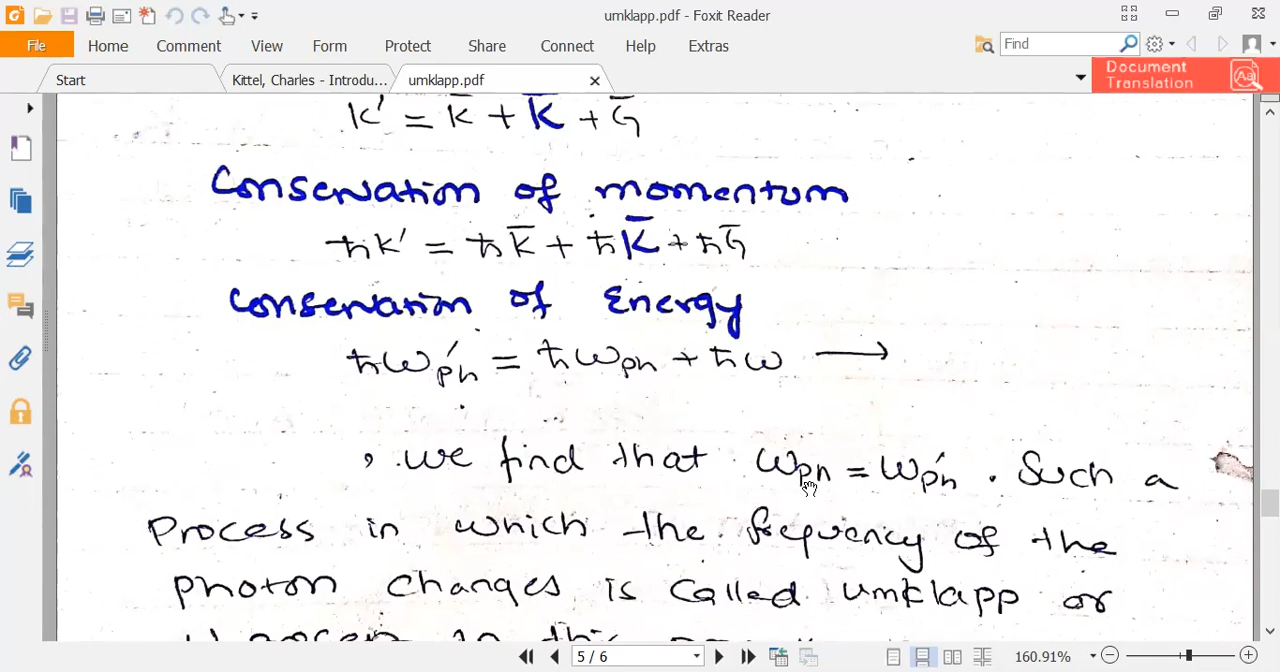 umklapp.pdf - Foxit Reader
File Home Comment View Form Protect Share Connect Help Extras Find
Start Kittel, Charles - Introdu... umklapp.pdf Document Translation
K′ = K̅ + K̅ + G̅
Conservation of momentum
ħK′ = ħK̅ + ħK̅ + ħG̅
Conservation of Energy
ħω′ph = ħωph + ħω →
, we find that ωph = ω′ph . Such a
Process in which the frequency of the
photon changes is called umklapp or
in this
5 / 6 160.91%